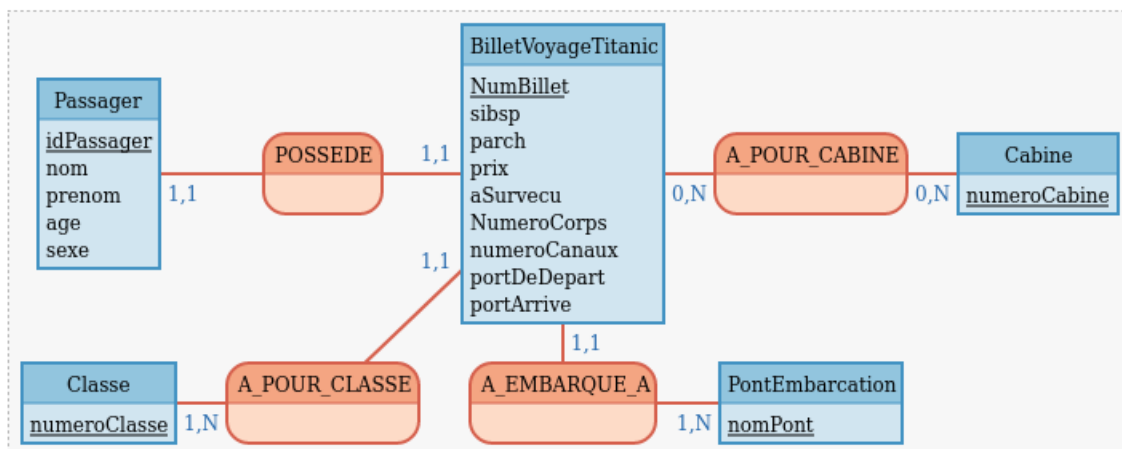 BilletVoyageTitanic
NumBillet
sibsp
parch
prix
aSurvecu
NumeroCorps
numeroCanaux
portDeDepart
portArrive
Passager
idPassager
nom
prenom
age
sexe
1,1
POSSEDE
1,1
0,N
A_POUR_CABINE
0,N
Cabine
numeroCabine
1,1
1,1
Classe
numeroClasse
1,N
A_POUR_CLASSE
A_EMBARQUE_A
1,N
PontEmbarcation
nomPont